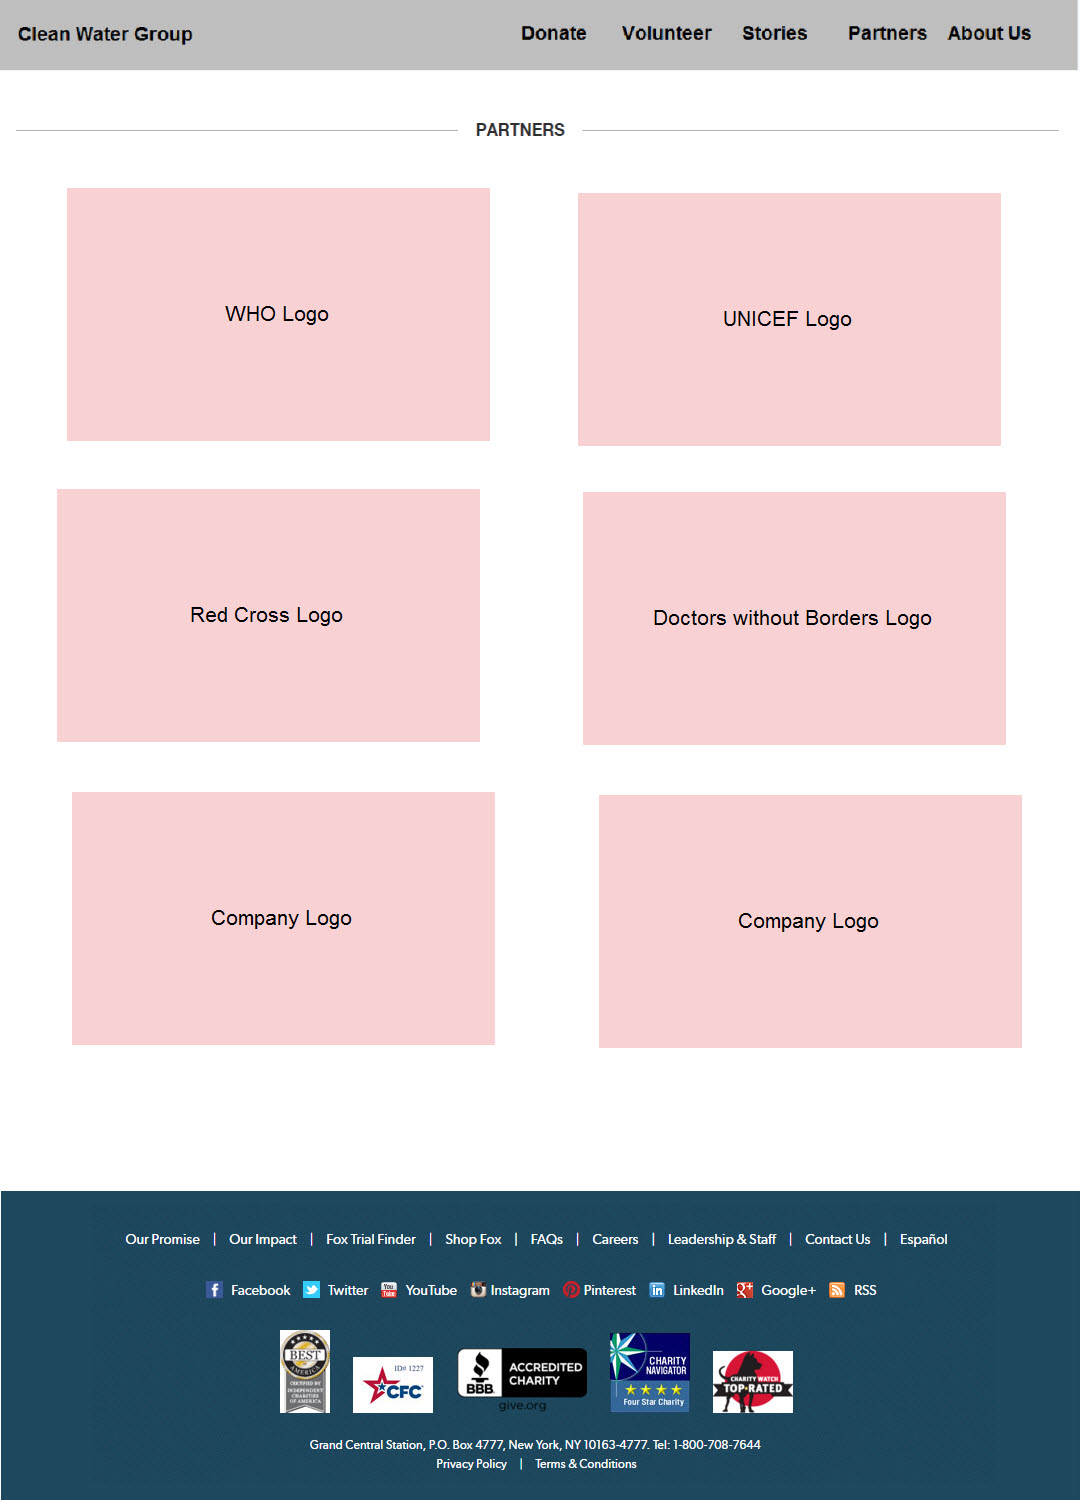 Clean Water Group Donate Volunteer Stories Partners About Us
PARTNERS
WHO Logo UNICEF Logo
Red Cross Logo Doctors without Borders Logo
Company Logo Company Logo
Our Promise | Our Impact | Fox Trial Finder | Shop Fox | FAQs | Careers | Leadership & Staff | Contact Us | Español
f Facebook Twitter You Tube YouTube Instagram Pinterest in LinkedIn g+ Google+ RSS
BEST
AMERICA
CERTIFIED BY
INDEPENDENT
CHARITIES
OF AMERICA
ID# 1227
CFC
BBB
ACCREDITED
CHARITY
give.org
CHARITY
NAVIGATOR
Four Star Charity
CHARITY WATCH
TOP-RATED
Grand Central Station, P.O. Box 4777, New York, NY 10163-4777. Tel: 1-800-708-7644
Privacy Policy | Terms & Conditions